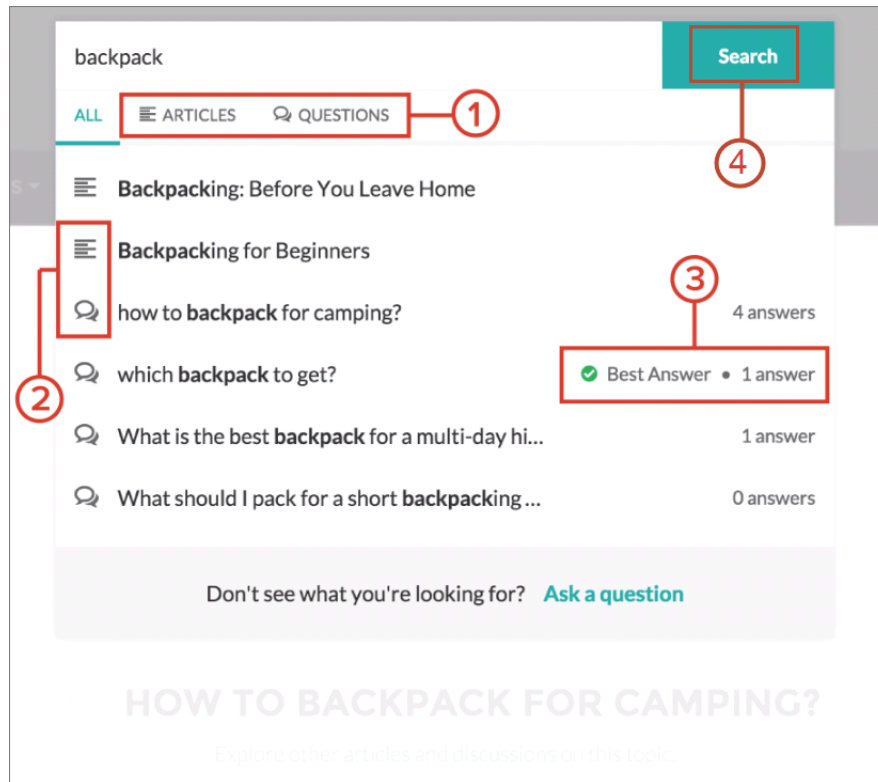 backpack
Search
ALL ARTICLES QUESTIONS
1
4
S
Backpacking: Before You Leave Home
Backpacking for Beginners
3
how to backpack for camping? 4 answers
which backpack to get? Best Answer • 1 answer
2
What is the best backpack for a multi-day hi... 1 answer
What should I pack for a short backpacking ... 0 answers
Don't see what you're looking for? Ask a question
HOW TO BACKPACK FOR CAMPING?
Explore other articles and discussions on this topic.